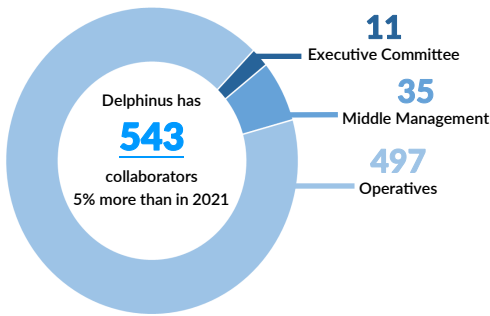 11
Executive Committee
35
Middle Management
497
Operatives
Delphinus has
543
collaborators
5% more than in 2021